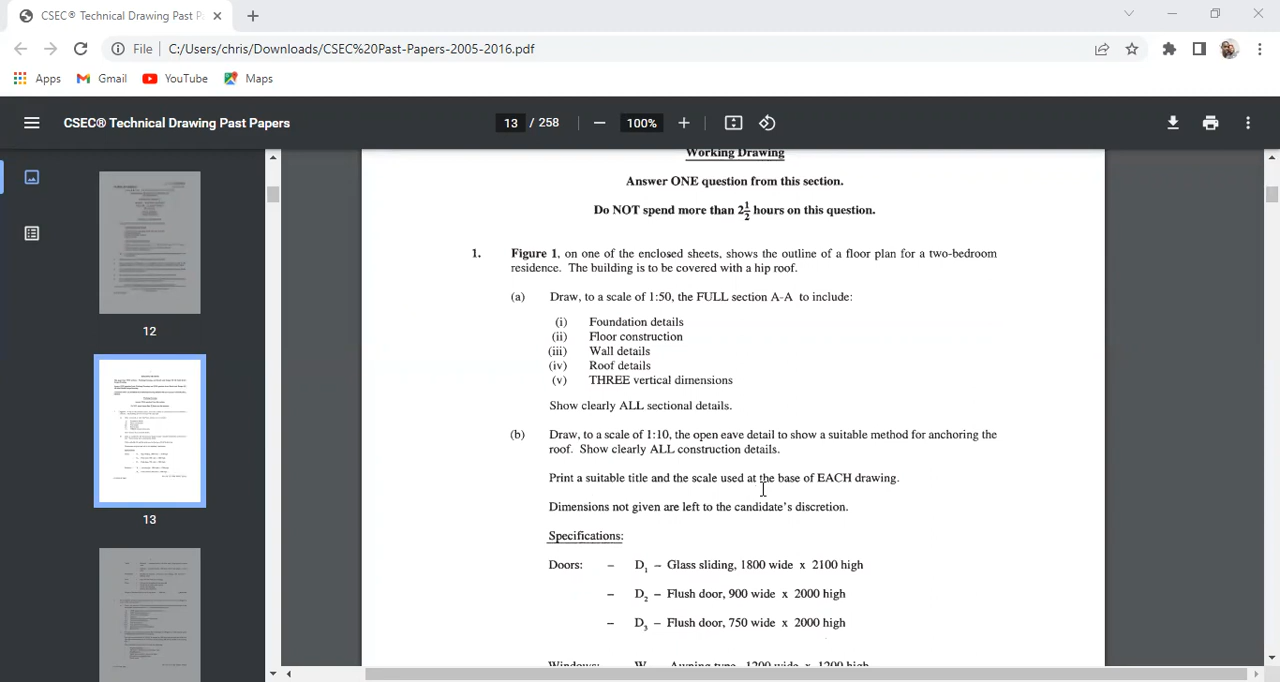 CSEC® Technical Drawing Past P
File C:/Users/chris/Downloads/CSEC%20Past-Papers-2005-2016.pdf
Apps Gmail YouTube Maps
CSEC® Technical Drawing Past Papers 13 / 258 100%
12
13
Working Drawing
Answer ONE question from this section.
Do NOT spend more than 2 1/2 hours on this question.
1. Figure 1, on one of the enclosed sheets, shows the outline of a floor plan for a two-bedroom
residence. The building is to be covered with a hip roof.
(a) Draw, to a scale of 1:50, the FULL section A-A to include:
(i) Foundation details
(ii) Floor construction
(iii) Wall details
(iv) Roof details
(v) THREE vertical dimensions
Show clearly ALL sectional details.
(b) Draw, to a scale of 1:10, the open eave detail to show a suitable method for anchoring the
roof. Show clearly ALL construction details.
Print a suitable title and the scale used at the base of EACH drawing.
Dimensions not given are left to the candidate's discretion.
Specifications:
Doors: – D1 – Glass sliding, 1800 wide x 2100 high
– D2 – Flush door, 900 wide x 2000 high
– D3 – Flush door, 750 wide x 2000 high
Windows: W Awning type 1200 wide x 1200 high